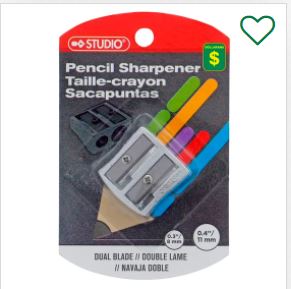 STUDIO
$
Pencil Sharpener
Taille-crayon
Sacapuntas
0.3"/
8 mm
0.4"/
11 mm
DUAL BLADE // DOUBLE LAME
// NAVAJA DOBLE